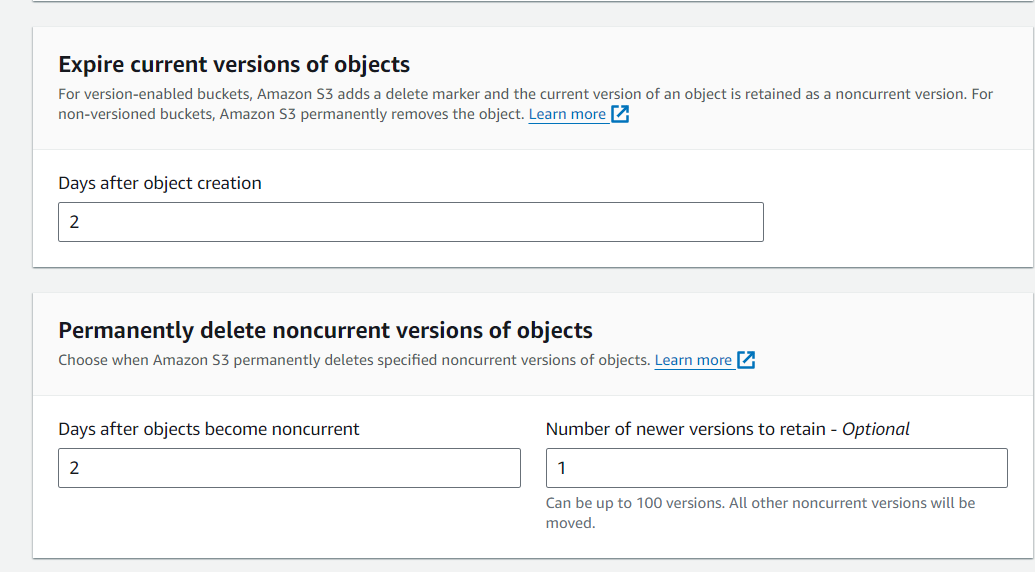 Expire current versions of objects
For version-enabled buckets, Amazon S3 adds a delete marker and the current version of an object is retained as a noncurrent version. For
non-versioned buckets, Amazon S3 permanently removes the object. Learn more
Days after object creation
2
Permanently delete noncurrent versions of objects
Choose when Amazon S3 permanently deletes specified noncurrent versions of objects. Learn more
Days after objects become noncurrent
2
Number of newer versions to retain - Optional
1
Can be up to 100 versions. All other noncurrent versions will be
moved.